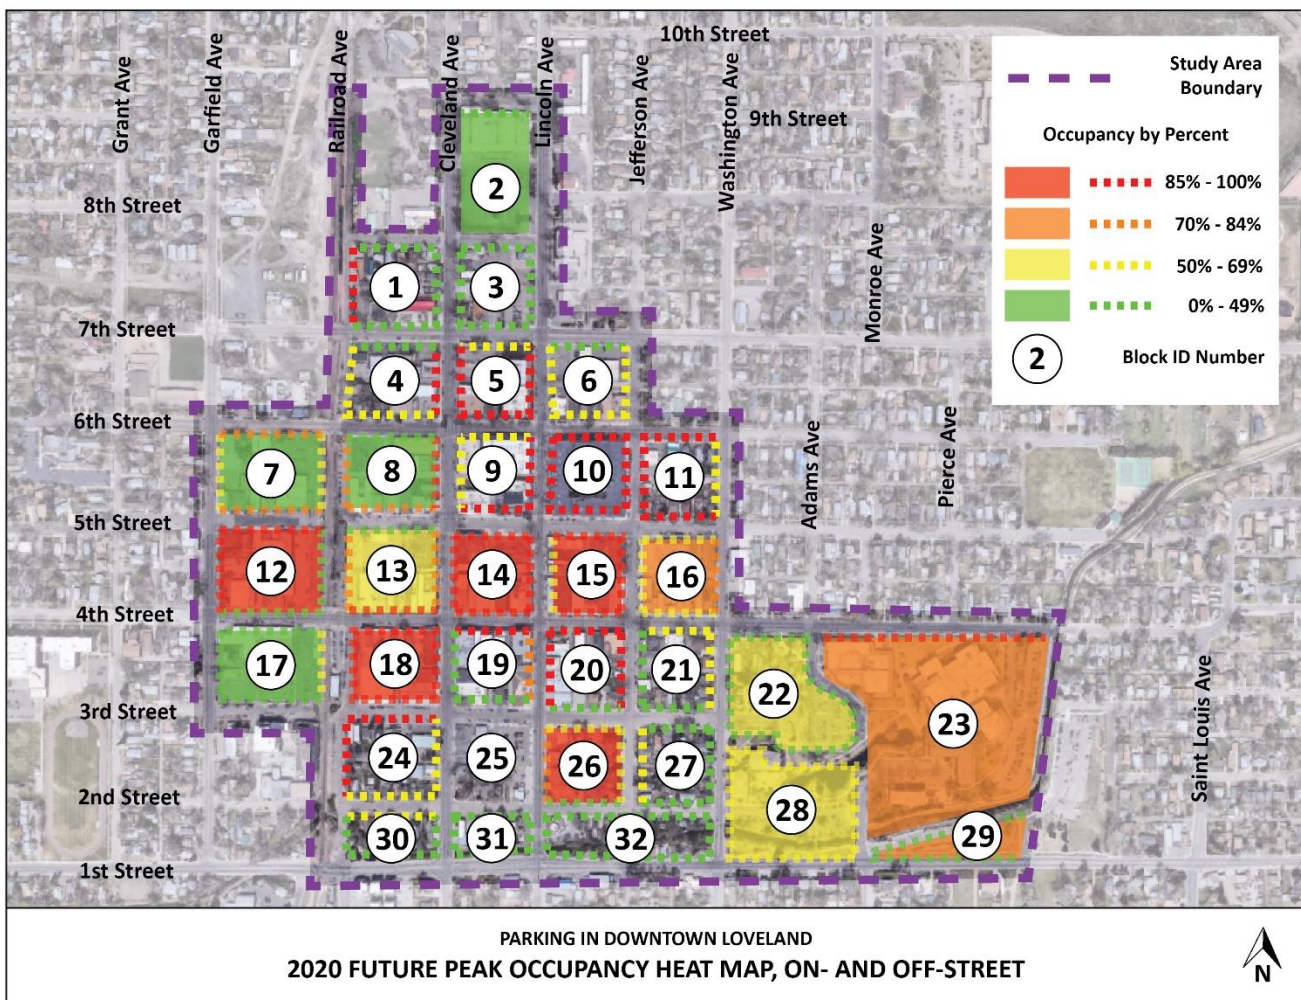 10th Street
Grant Ave
Garfield Ave
Railroad Ave
Cleveland Ave
Lincoln Ave
Jefferson Ave
Washington Ave
9th Street
8th Street
Monroe Ave
7th Street
6th Street
Adams Ave
Pierce Ave
5th Street
4th Street
3rd Street
Saint Louis Ave
2nd Street
1st Street
Study Area
Boundary
Occupancy by Percent
85% - 100%
70% - 84%
50% - 69%
0% - 49%
2 Block ID Number
2
1 3
4 5 6
7 8 9 10 11
12 13 14 15 16
17 18 19 20 21 22 23
24 25 26 27 28
30 31 32 29
PARKING IN DOWNTOWN LOVELAND
2020 FUTURE PEAK OCCUPANCY HEAT MAP, ON- AND OFF-STREET
N